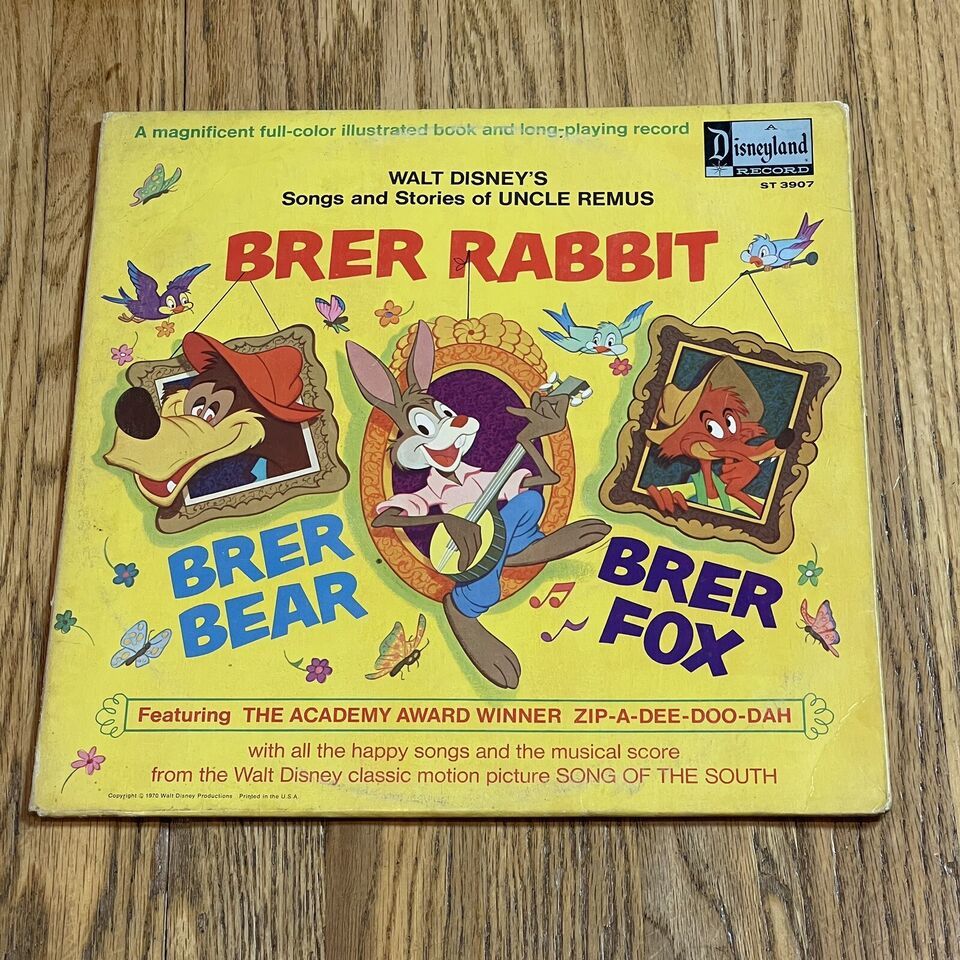 A magnificent full-color illustrated book and long-playing record
A
Disneyland
RECORD
ST 3907
WALT DISNEY'S
Songs and Stories of UNCLE REMUS
BRER RABBIT
BRER
BEAR
BRER
FOX
Featuring THE ACADEMY AWARD WINNER ZIP-A-DEE-DOO-DAH
with all the happy songs and the musical score
from the Walt Disney classic motion picture SONG OF THE SOUTH
Copyright © 1970 Walt Disney Productions Printed in the U.S.A.